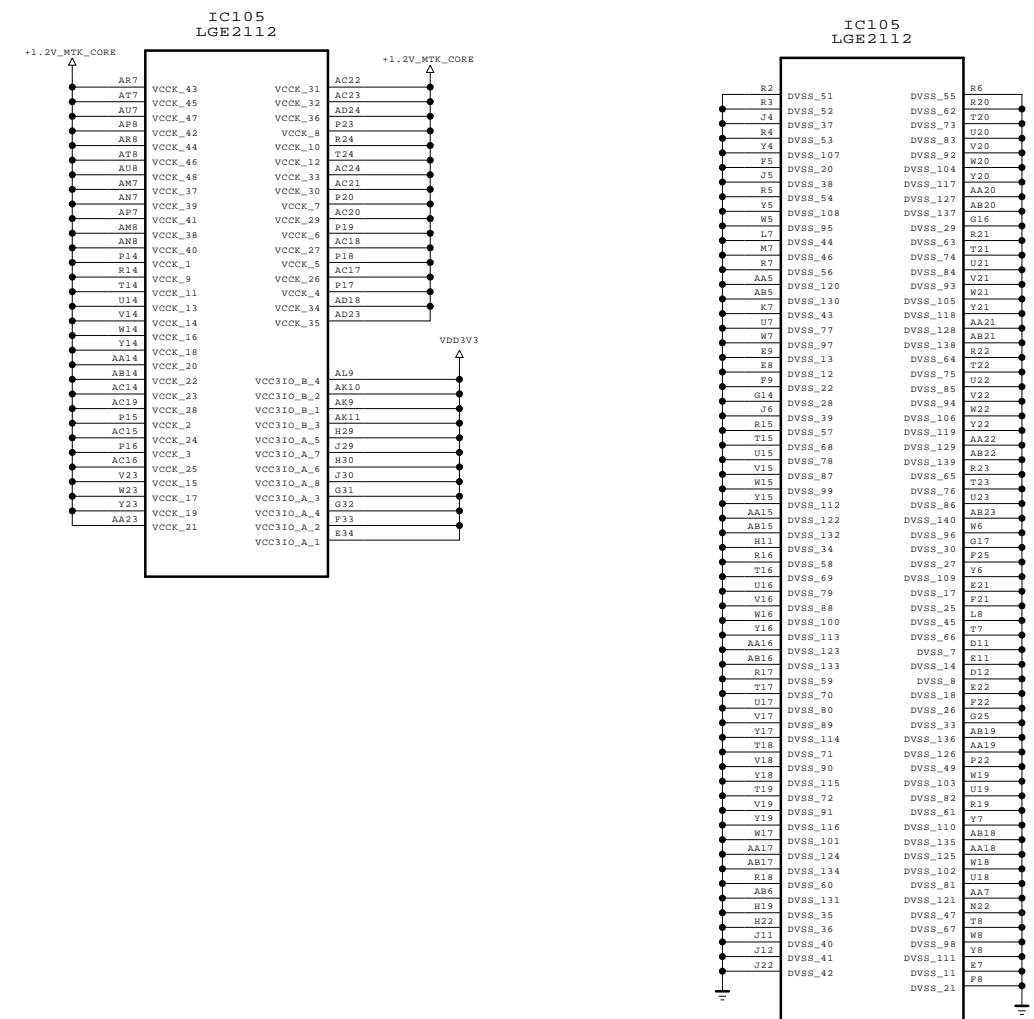 IC105
LGE2112
+1.2V_MTK_CORE
+1.2V_MTK_CORE
AR7 VCCK_43 VCCK_31 AC22
AT7 VCCK_45 VCCK_32 AC23
AU7 VCCK_47 VCCK_36 AD24
AP8 VCCK_42 VCCK_8 P23
AR8 VCCK_44 VCCK_10 R24
AT8 VCCK_46 VCCK_12 T24
AU8 VCCK_48 VCCK_33 AC24
AM7 VCCK_37 VCCK_30 AC21
AN7 VCCK_39 VCCK_7 P20
AP7 VCCK_41 VCCK_29 AC20
AM8 VCCK_38 VCCK_6 P19
AN8 VCCK_40 VCCK_27 AC18
P14 VCCK_1 VCCK_5 P18
R14 VCCK_9 VCCK_26 AC17
T14 VCCK_11 VCCK_4 P17
U14 VCCK_13 VCCK_34 AD18
V14 VCCK_14 VCCK_35 AD23
W14 VCCK_16
Y14 VCCK_18
VDD3V3
AA14 VCCK_20
AB14 VCCK_22 VCC3IO_B_4 AL9
AC14 VCCK_23 VCC3IO_B_2 AK10
AC19 VCCK_28 VCC3IO_B_1 AK9
P15 VCCK_2 VCC3IO_B_3 AK11
AC15 VCCK_24 VCC3IO_A_5 H29
P16 VCCK_3 VCC3IO_A_7 J29
AC16 VCCK_25 VCC3IO_A_6 H30
V23 VCCK_15 VCC3IO_A_8 J30
W23 VCCK_17 VCC3IO_A_3 G31
Y23 VCCK_19 VCC3IO_A_4 G32
AA23 VCCK_21 VCC3IO_A_2 F33
VCC3IO_A_1 E34
IC105
LGE2112
R2 DVSS_51 DVSS_55 R6
R3 DVSS_52 DVSS_62 R20
J4 DVSS_37 DVSS_73 T20
R4 DVSS_53 DVSS_83 U20
Y4 DVSS_107 DVSS_92 V20
F5 DVSS_20 DVSS_104 W20
J5 DVSS_38 DVSS_117 Y20
R5 DVSS_54 DVSS_127 AA20
Y5 DVSS_108 DVSS_137 AB20
W5 DVSS_95 DVSS_29 G16
L7 DVSS_44 DVSS_63 R21
M7 DVSS_46 DVSS_74 T21
R7 DVSS_56 DVSS_84 U21
AA5 DVSS_120 DVSS_93 V21
AB5 DVSS_130 DVSS_105 W21
K7 DVSS_43 DVSS_118 Y21
U7 DVSS_77 DVSS_128 AA21
W7 DVSS_97 DVSS_138 AB21
E9 DVSS_13 DVSS_64 R22
E8 DVSS_12 DVSS_75 T22
F9 DVSS_22 DVSS_85 U22
G14 DVSS_28 DVSS_94 V22
J6 DVSS_39 DVSS_106 W22
R15 DVSS_57 DVSS_119 Y22
T15 DVSS_68 DVSS_129 AA22
U15 DVSS_78 DVSS_139 AB22
V15 DVSS_87 DVSS_65 R23
W15 DVSS_99 DVSS_76 T23
Y15 DVSS_112 DVSS_86 U23
AA15 DVSS_122 DVSS_140 AB23
AB15 DVSS_132 DVSS_96 W6
H11 DVSS_34 DVSS_30 G17
R16 DVSS_58 DVSS_27 F25
T16 DVSS_69 DVSS_109 Y6
U16 DVSS_79 DVSS_17 E21
V16 DVSS_88 DVSS_25 F21
W16 DVSS_100 DVSS_45 L8
Y16 DVSS_113 DVSS_66 T7
AA16 DVSS_123 DVSS_7 D11
AB16 DVSS_133 DVSS_14 E11
R17 DVSS_59 DVSS_8 D12
T17 DVSS_70 DVSS_18 E22
U17 DVSS_80 DVSS_26 F22
V17 DVSS_89 DVSS_33 G25
Y17 DVSS_114 DVSS_136 AB19
T18 DVSS_71 DVSS_126 AA19
V18 DVSS_90 DVSS_49 P22
Y18 DVSS_115 DVSS_103 W19
T19 DVSS_72 DVSS_82 U19
V19 DVSS_91 DVSS_61 R19
Y19 DVSS_116 DVSS_110 Y7
W17 DVSS_101 DVSS_135 AB18
AA17 DVSS_124 DVSS_125 AA18
AB17 DVSS_134 DVSS_102 W18
R18 DVSS_60 DVSS_81 U18
AB6 DVSS_131 DVSS_121 AA7
H19 DVSS_35 DVSS_47 N22
H22 DVSS_36 DVSS_67 T8
J11 DVSS_40 DVSS_98 W8
J12 DVSS_41 DVSS_111 Y8
J22 DVSS_42 DVSS_11 E7
DVSS_21 F8